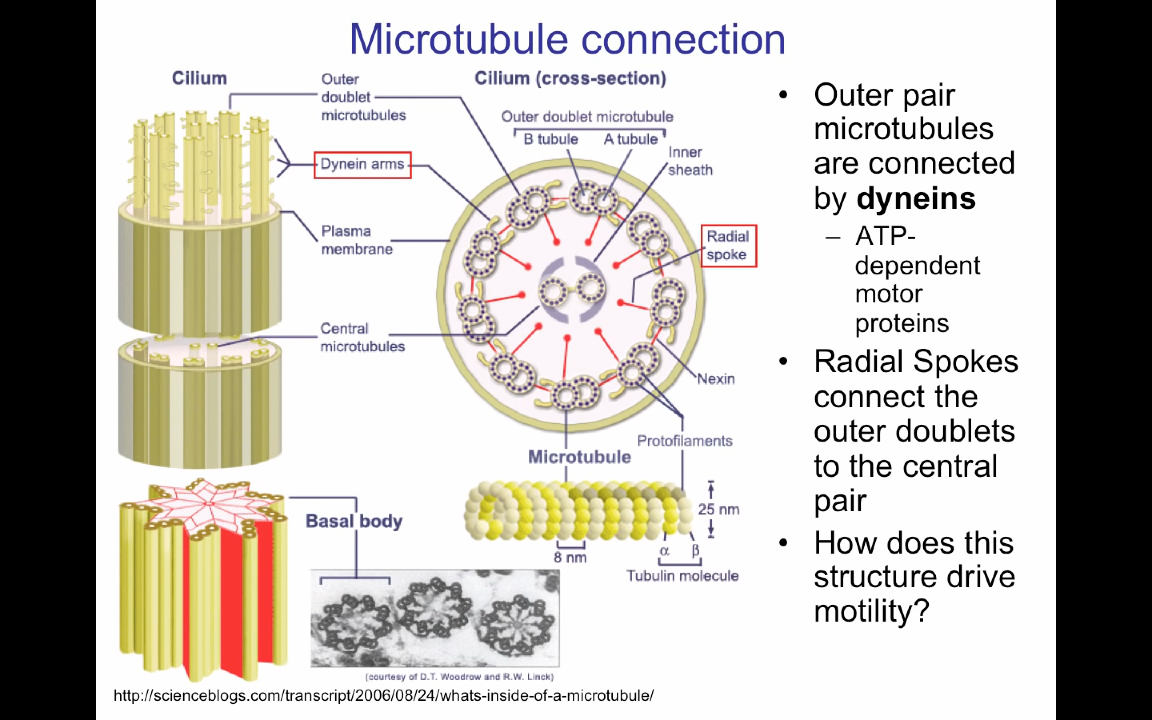 Microtubule connection
Cilium
Outer
doublet
microtubules
Dynein arms
Plasma
membrane
Central
microtubules
Cilium (cross-section)
Outer doublet microtubule
B tubule
A tubule
Inner
sheath
Radial
spoke
Nexin
Protofilaments
Microtubule
25 nm
8 nm
α
β
Tubulin molecule
Basal body
(courtesy of D.T. Woodrow and R.W. Linck)
http://scienceblogs.com/transcript/2006/08/24/whats-inside-of-a-microtubule/
• Outer pair
microtubules
are connected
by dyneins
– ATP-
dependent
motor
proteins
• Radial Spokes
connect the
outer doublets
to the central
pair
• How does this
structure drive
motility?